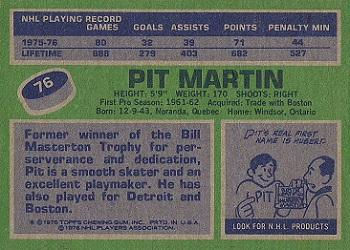 NHL PLAYING RECORD
GAMES GOALS ASSISTS POINTS PENALTY MIN
1975-76 80 32 39 71 44
LIFETIME 888 279 403 682 527
76
PIT MARTIN
HEIGHT: 5'9" WEIGHT: 170 SHOOTS: RIGHT
First Pro Season: 1961-62 Acquired: Trade with Boston
Born: 12-9-43, Noranda, Quebec Home: Windsor, Ontario
Former winner of the Bill
Masterton Trophy for per-
serverance and dedication,
Pit is a smooth skater and an
excellent playmaker. He has
also played for Detroit and
Boston.
© 1976 TOPPS CHEWING GUM, INC. PRTD. IN U.S.A.
© 1976 NHL PLAYERS ASSOCIATION.
PIT'S REAL FIRST
NAME IS HUBERT.
PIT
LOOK FOR N.H.L. PRODUCTS